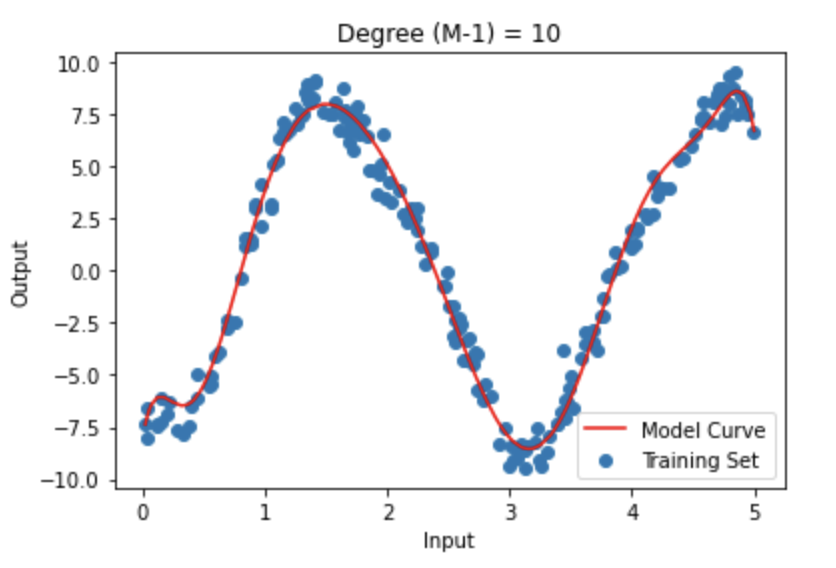 Degree (M-1) = 10
10.0
7.5
5.0
2.5
0.0
−2.5
−5.0
−7.5
−10.0
Output
Model Curve
Training Set
0 1 2 3 4 5
Input